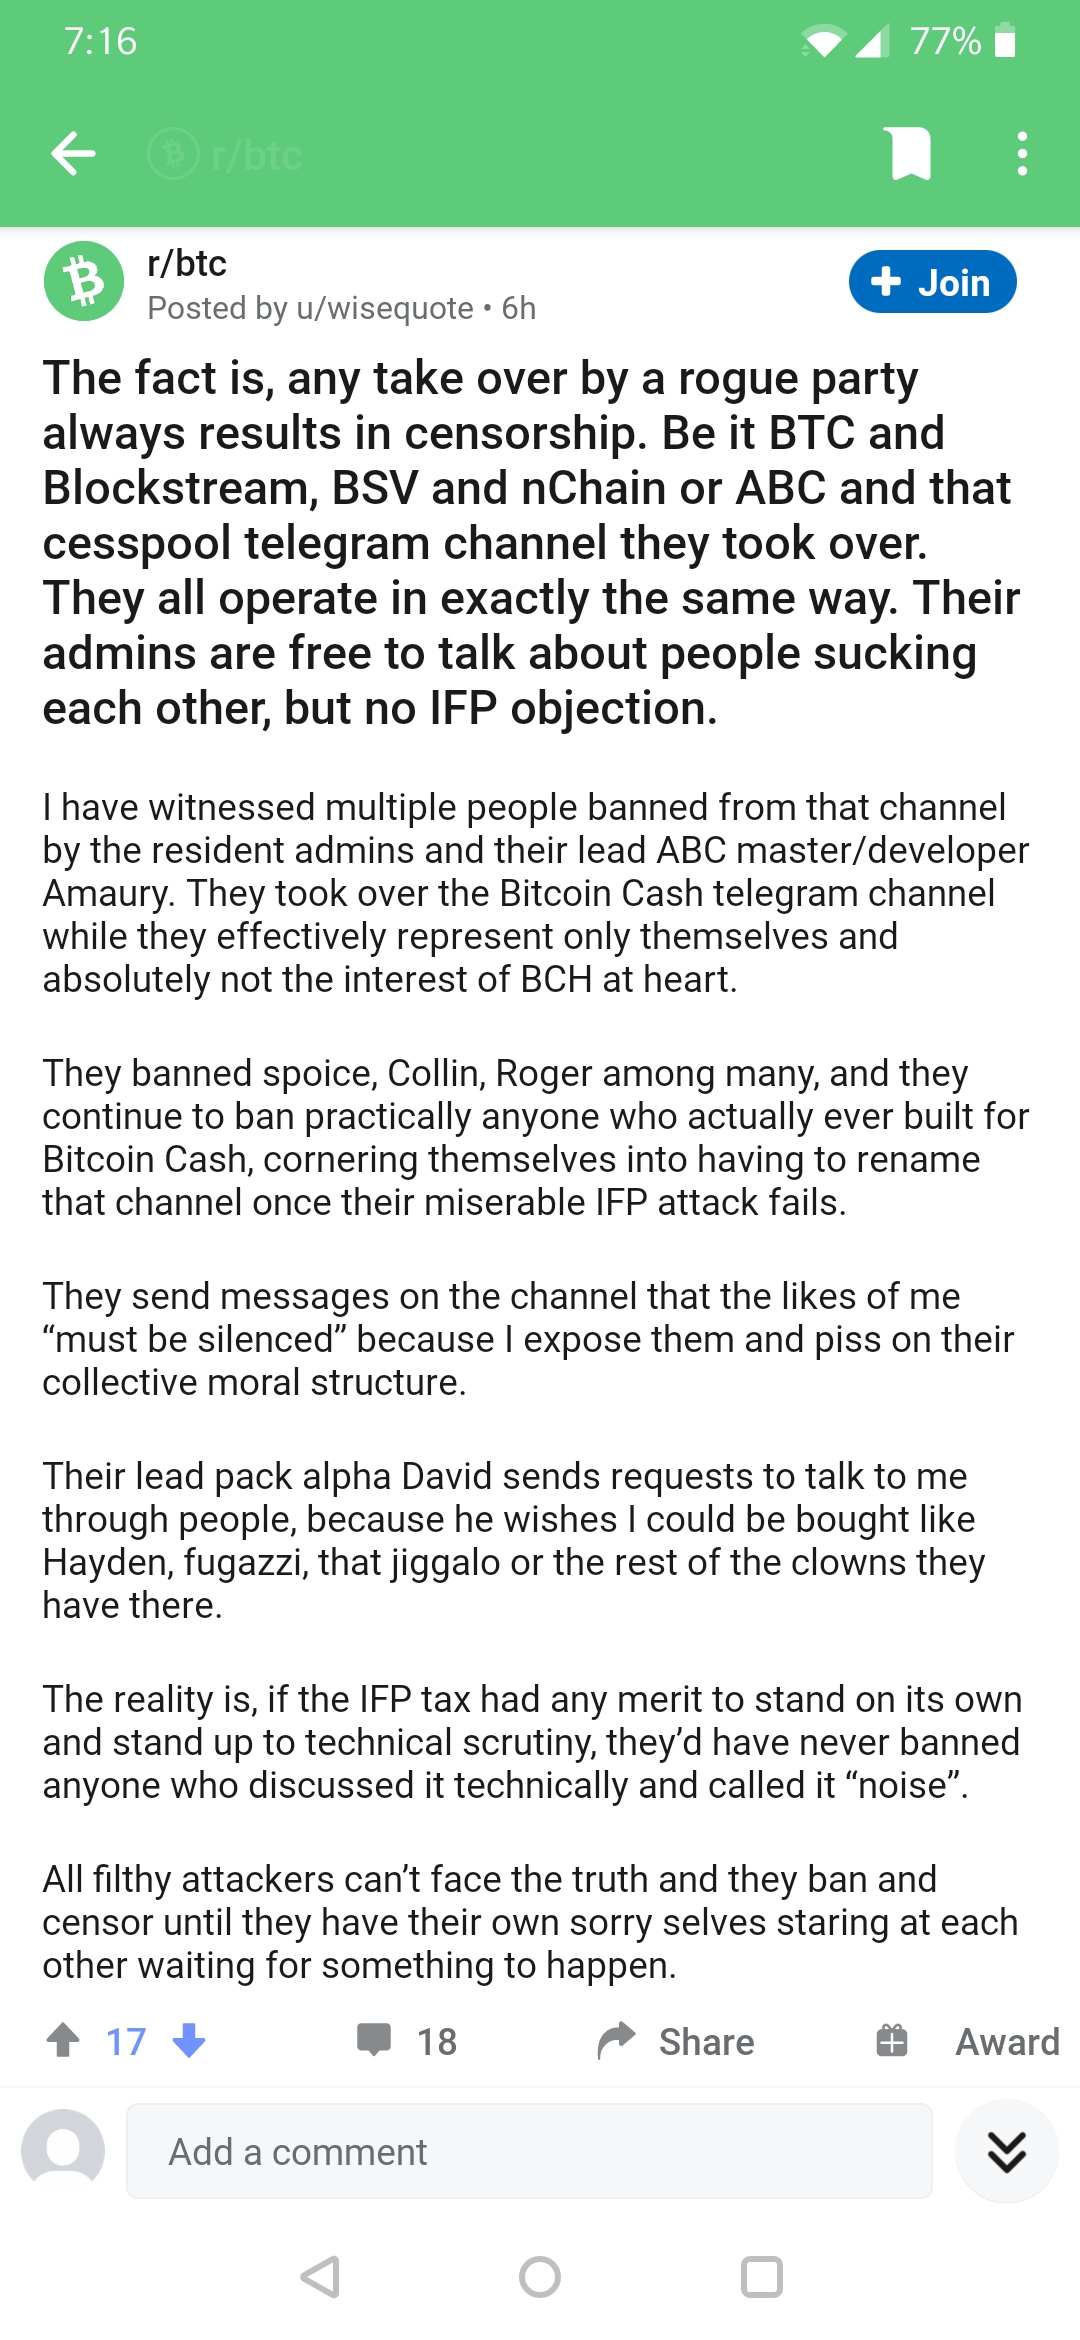 7:16
77%
r/btc
r/btc
Posted by u/wisequote • 6h
Join
The fact is, any take over by a rogue party
always results in censorship. Be it BTC and
Blockstream, BSV and nChain or ABC and that
cesspool telegram channel they took over.
They all operate in exactly the same way. Their
admins are free to talk about people sucking
each other, but no IFP objection.
I have witnessed multiple people banned from that channel
by the resident admins and their lead ABC master/developer
Amaury. They took over the Bitcoin Cash telegram channel
while they effectively represent only themselves and
absolutely not the interest of BCH at heart.
They banned spoice, Collin, Roger among many, and they
continue to ban practically anyone who actually ever built for
Bitcoin Cash, cornering themselves into having to rename
that channel once their miserable IFP attack fails.
They send messages on the channel that the likes of me
“must be silenced” because I expose them and piss on their
collective moral structure.
Their lead pack alpha David sends requests to talk to me
through people, because he wishes I could be bought like
Hayden, fugazzi, that jiggalo or the rest of the clowns they
have there.
The reality is, if the IFP tax had any merit to stand on its own
and stand up to technical scrutiny, they’d have never banned
anyone who discussed it technically and called it “noise”.
All filthy attackers can’t face the truth and they ban and
censor until they have their own sorry selves staring at each
other waiting for something to happen.
17
18
Share
Award
Add a comment